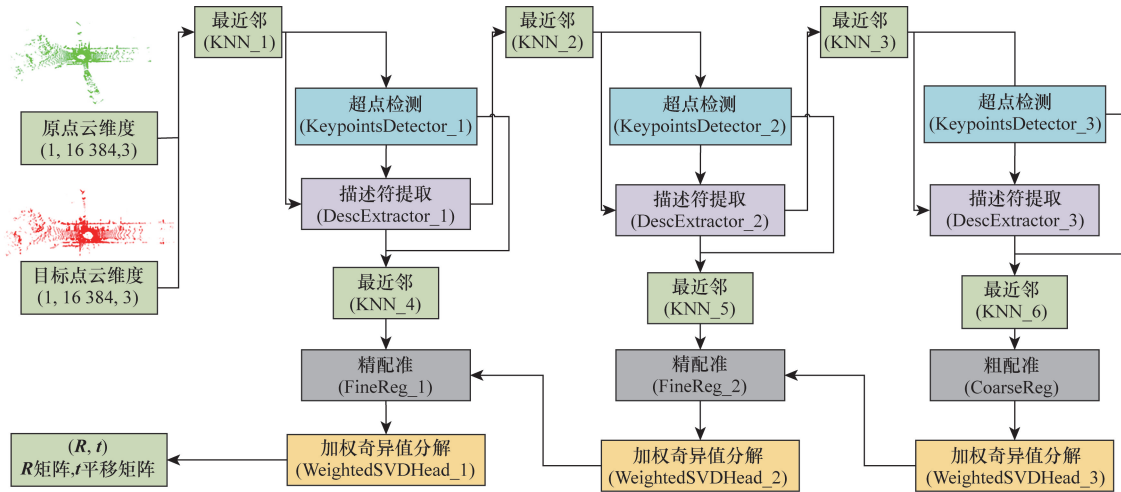 最近邻
(KNN_1)
最近邻
(KNN_2)
最近邻
(KNN_3)
原点云维度
(1, 16 384,3)
超点检测
(KeypointsDetector_1)
超点检测
(KeypointsDetector_2)
超点检测
(KeypointsDetector_3)
描述符提取
(DescExtractor_1)
描述符提取
(DescExtractor_2)
描述符提取
(DescExtractor_3)
目标点云维度
(1, 16 384, 3)
最近邻
(KNN_4)
最近邻
(KNN_5)
最近邻
(KNN_6)
精配准
(FineReg_1)
精配准
(FineReg_2)
粗配准
(CoarseReg)
(R, t)
R矩阵,t平移矩阵
加权奇异值分解
(WeightedSVDHead_1)
加权奇异值分解
(WeightedSVDHead_2)
加权奇异值分解
(WeightedSVDHead_3)